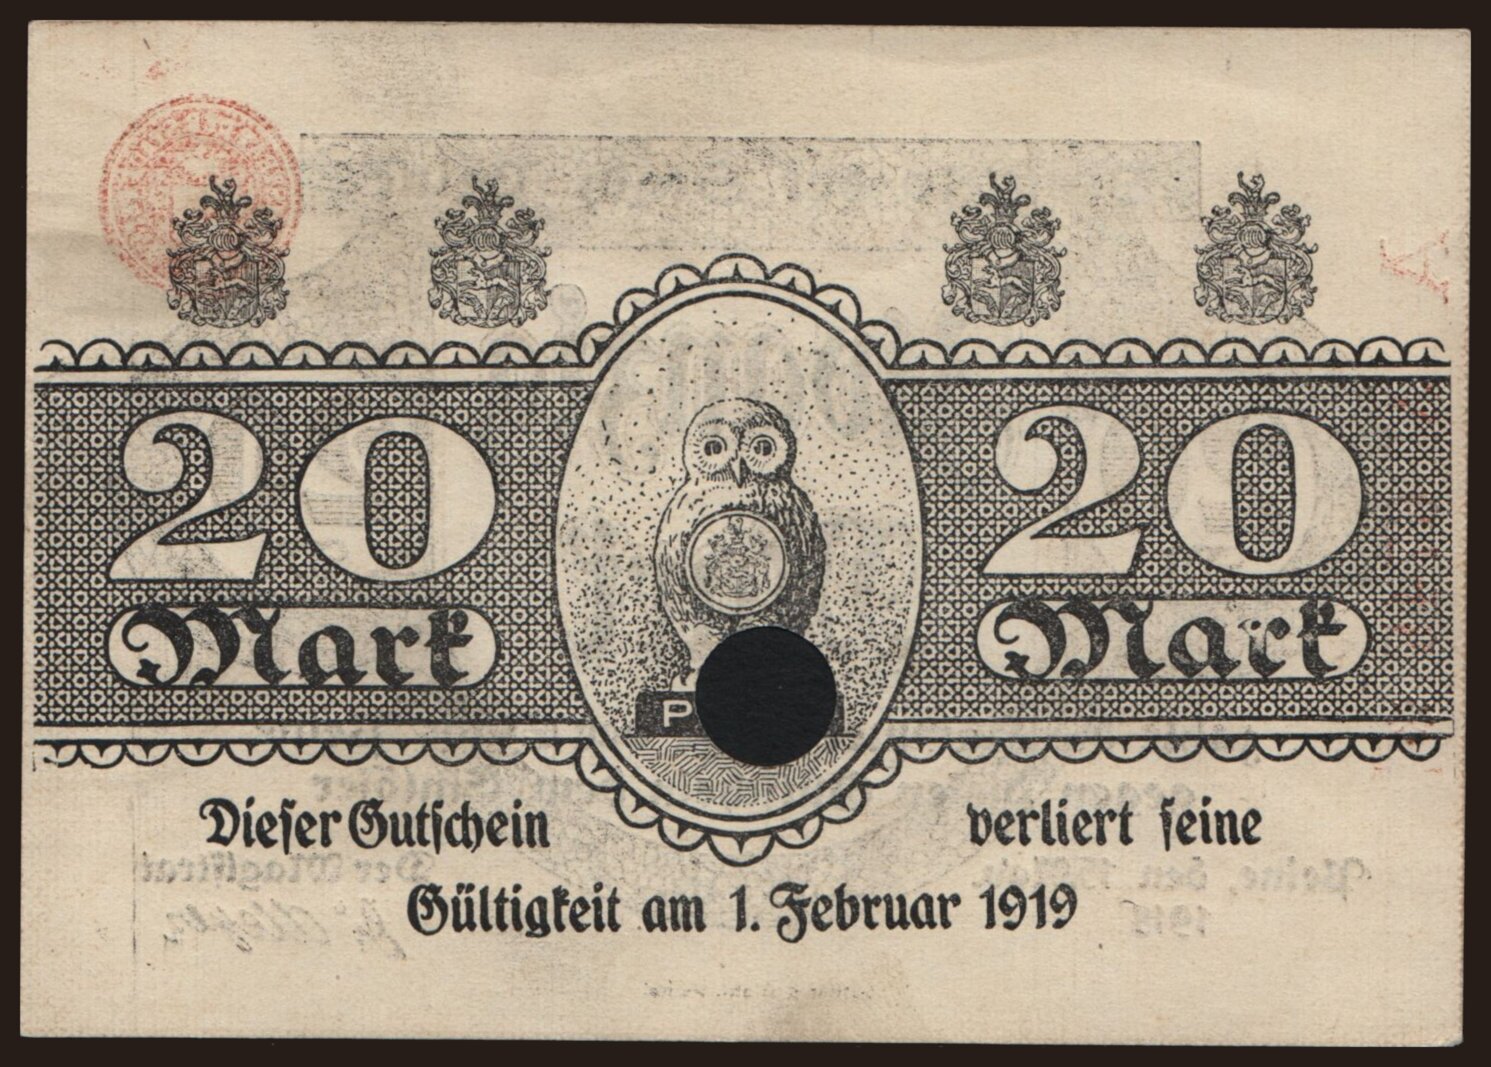 20 20
Mark Mark
P
Dieser Gutschein verliert seine
Gültigkeit am 1. Februar 1919